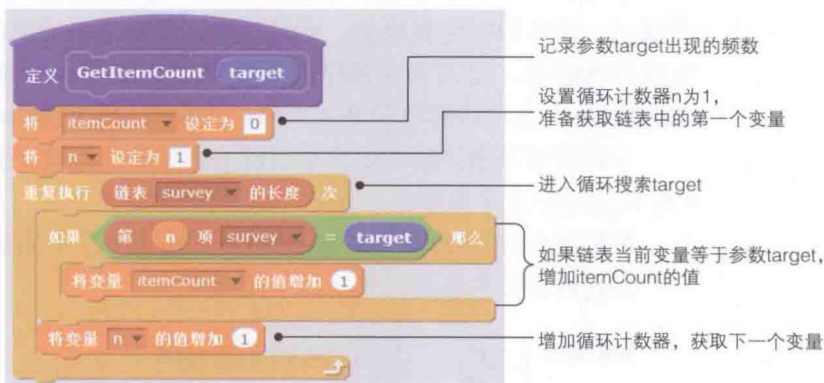 定义 GetItemCount target
将 itemCount 设定为 0
将 n 设定为 1
重复执行 链表 survey 的长度 次
如果 第 n 项 survey = target 那么
将变量 itemCount 的值增加 1
将变量 n 的值增加 1
记录参数target出现的频数
设置循环计数器n为1,
准备获取链表中的第一个变量
进入循环搜索target
如果链表当前变量等于参数target,
增加itemCount的值
增加循环计数器，获取下一个变量